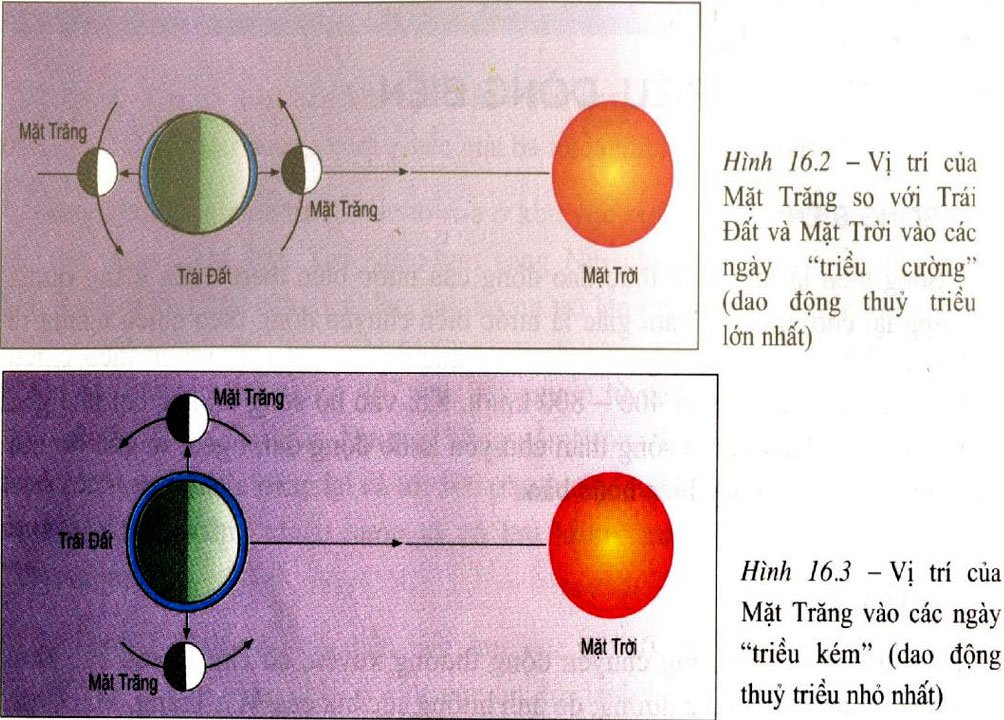 Mặt Trăng
Mặt Trăng
Trái Đất
Mặt Trời
Hình 16.2 – Vị trí của
Mặt Trăng so với Trái
Đất và Mặt Trời vào các
ngày “triều cường”
(dao động thuỷ triều
lớn nhất)
Mặt Trăng
Trái Đất
Mặt Trời
Mặt Trăng
Hình 16.3 – Vị trí của
Mặt Trăng vào các ngày
“triều kém” (dao động
thuỷ triều nhỏ nhất)